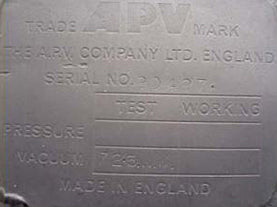 TRADE APV MARK
THE A.P.V. COMPANY LTD. ENGLAND
SERIAL NO.
TEST WORKING
PRESSURE
VACUUM
MADE IN ENGLAND